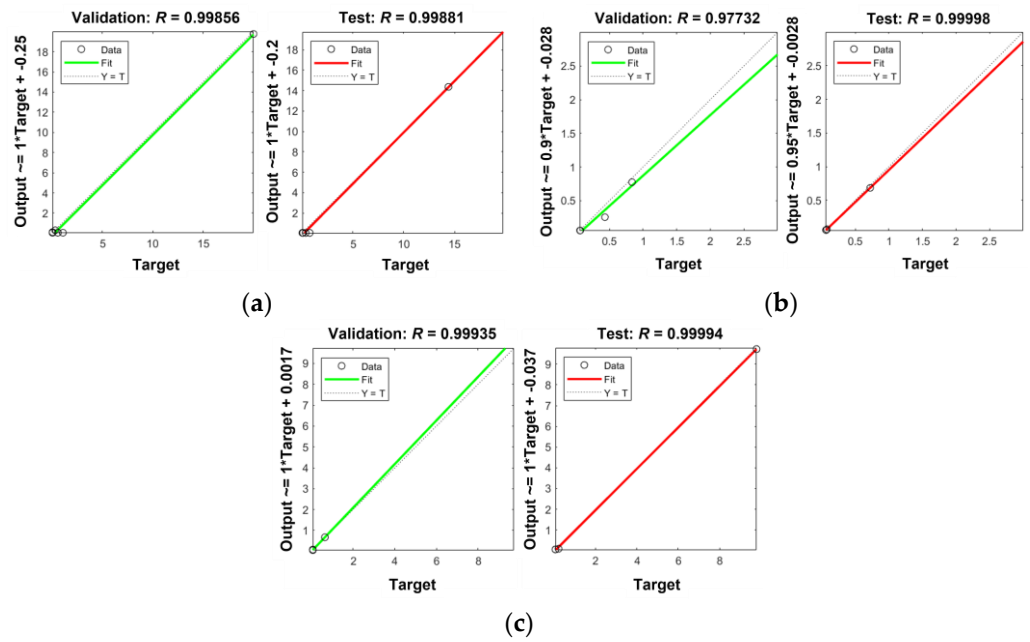 Validation: R = 0.99856
Output ~= 1*Target + -0.25
Data
Fit
Y = T
18
16
14
12
10
8
6
4
2
5
10
15
Target
Test: R = 0.99881
Output ~= 1*Target + -0.2
Data
Fit
Y = T
18
16
14
12
10
8
6
4
2
5
10
15
Target
(a)
Validation: R = 0.97732
Output ~= 0.9*Target + -0.028
Data
Fit
Y = T
2.5
2
1.5
1
0.5
0.5
1
1.5
2
2.5
Target
Test: R = 0.99998
Output ~= 0.95*Target + -0.0028
Data
Fit
Y = T
2.5
2
1.5
1
0.5
0.5
1
1.5
2
2.5
Target
(b)
Validation: R = 0.99935
Output ~= 1*Target + 0.0017
Data
Fit
Y = T
9
8
7
6
5
4
3
2
1
2
4
6
8
Target
Test: R = 0.99994
Output ~= 1*Target + -0.037
Data
Fit
Y = T
9
8
7
6
5
4
3
2
1
2
4
6
8
Target
(c)